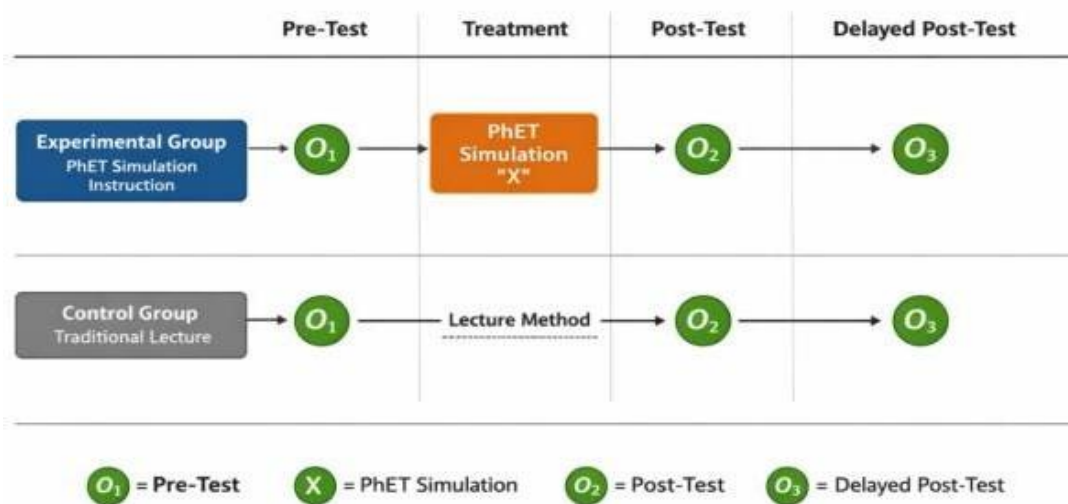 Pre-Test Treatment Post-Test Delayed Post-Test
Experimental Group
PhET Simulation
Instruction
O₁
PhET
Simulation
"X"
O₂
O₃
Control Group
Traditional Lecture
O₁
Lecture Method
O₂
O₃
O₁ = Pre-Test X = PhET Simulation O₂ = Post-Test O₃ = Delayed Post-Test